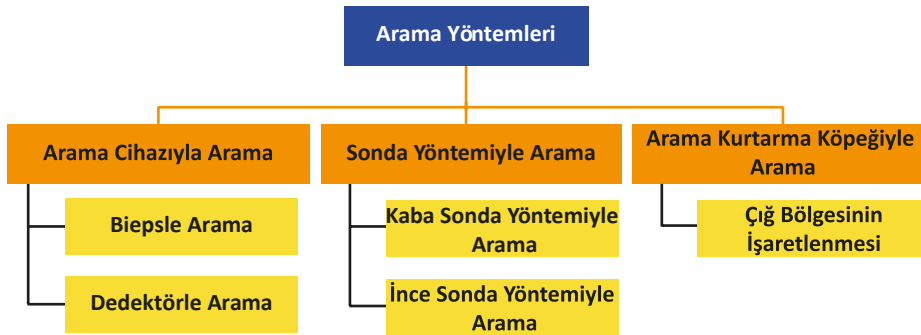 Arama Yöntemleri
Arama Cihazıyla Arama
Sonda Yöntemiyle Arama
Arama Kurtarma Köpeğiyle
Arama
Biepsle Arama
Dedektörle Arama
Kaba Sonda Yöntemiyle
Arama
İnce Sonda Yöntemiyle
Arama
Çığ Bölgesinin
İşaretlenmesi